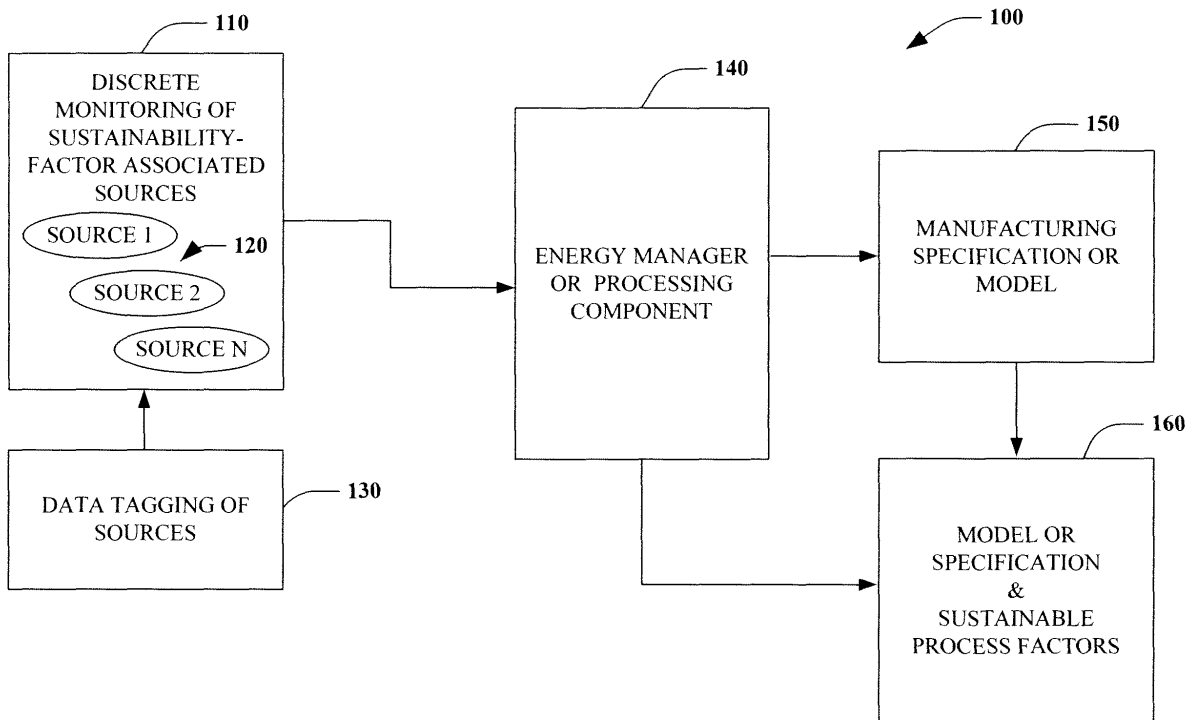 110
DISCRETE
MONITORING OF
SUSTAINABILITY-
FACTOR ASSOCIATED
SOURCES
SOURCE 1
120
SOURCE 2
SOURCE N
DATA TAGGING OF
SOURCES
130
100
140
ENERGY MANAGER
OR PROCESSING
COMPONENT
150
MANUFACTURING
SPECIFICATION OR
MODEL
160
MODEL OR
SPECIFICATION
&
SUSTAINABLE
PROCESS FACTORS